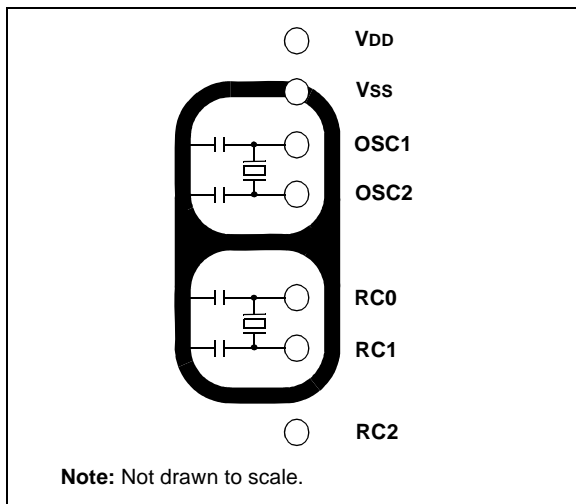 VDD
VSS
OSC1
OSC2
RC0
RC1
RC2
Note: Not drawn to scale.